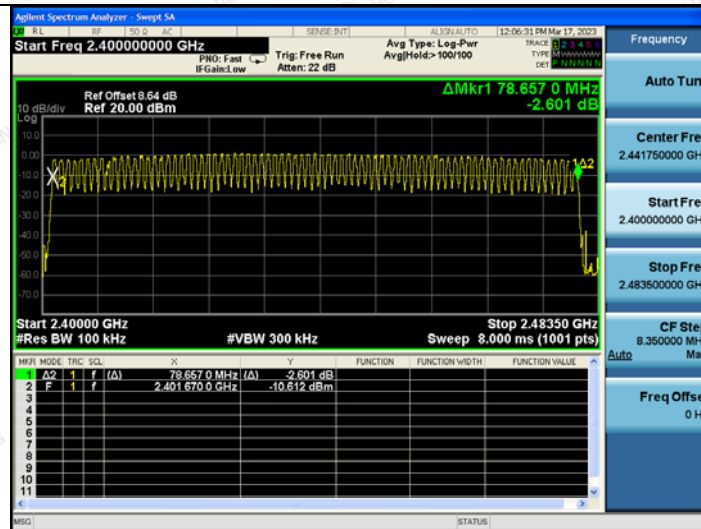 Agilent Spectrum Analyzer - Swept SA
RL RF 50 Ω AC SENSE:INT ALIGNAUTO 12:06:31 PM Mar 17, 2023
Start Freq 2.400000000 GHz
PNO: Fast
IFGain:Low
Trig: Free Run
Atten: 22 dB
Avg Type: Log-Pwr
Avg|Hold:> 100/100
TRACE 1 2 3 4 5 6
TYPE M
DET P N N N N N
Ref Offset 8.64 dB
Ref 20.00 dBm
10 dB/div
Log
ΔMkr1 78.657 0 MHz
-2.601 dB
10.0
0.00
-10.0
-20.0
-30.0
-40.0
-50.0
-60.0
-70.0
2
1Δ2
Start 2.40000 GHz
#Res BW 100 kHz
#VBW 300 kHz
Stop 2.48350 GHz
Sweep 8.000 ms (1001 pts)
MKR MODE TRC SCL X Y FUNCTION FUNCTION WIDTH FUNCTION VALUE
1 Δ2 1 f (Δ) 78.657 0 MHz (Δ) -2.601 dB
2 F 1 f 2.401 670 0 GHz -10.612 dBm
3
4
5
6
7
8
9
10
11
MSG STATUS
Frequency
Auto Tun
Center Fre
2.441750000 GH
Start Fre
2.400000000 GH
Stop Fre
2.483500000 GH
CF Ste
8.350000 MH
Auto Ma
Freq Offse
0 H